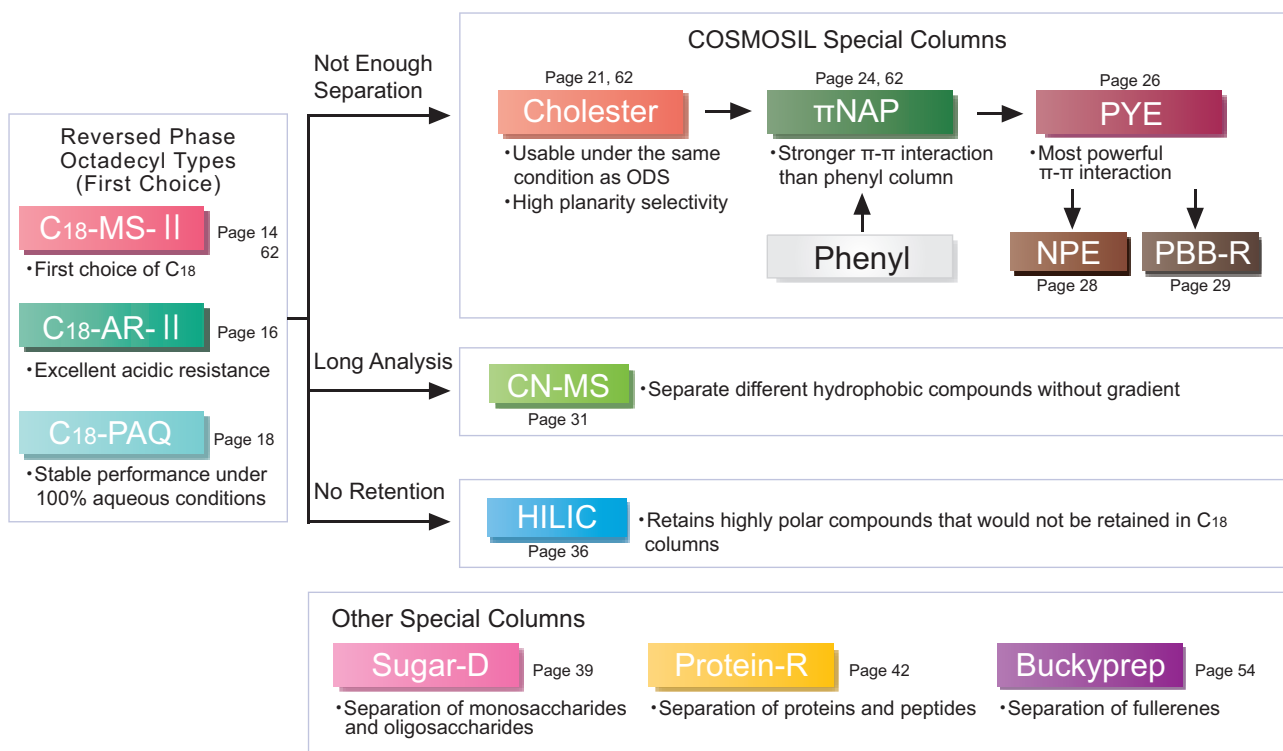 Reversed Phase
Octadecyl Types
(First Choice)
C18-MS-Ⅱ
Page 14
62
・First choice of C18
C18-AR-Ⅱ
Page 16
・Excellent acidic resistance
C18-PAQ
Page 18
・Stable performance under
100% aqueous conditions
Not Enough
Separation
COSMOSIL Special Columns
Page 21, 62
Cholester
・Usable under the same
condition as ODS
・High planarity selectivity
Page 24, 62
πNAP
・Stronger π-π interaction
than phenyl column
Phenyl
Page 26
PYE
・Most powerful
π-π interaction
NPE
Page 28
PBB-R
Page 29
Long Analysis
CN-MS
Page 31
・Separate different hydrophobic compounds without gradient
No Retention
HILIC
Page 36
・Retains highly polar compounds that would not be retained in C18
columns
Other Special Columns
Sugar-D
Page 39
・Separation of monosaccharides
and oligosaccharides
Protein-R
Page 42
・Separation of proteins and peptides
Buckyprep
Page 54
・Separation of fullerenes